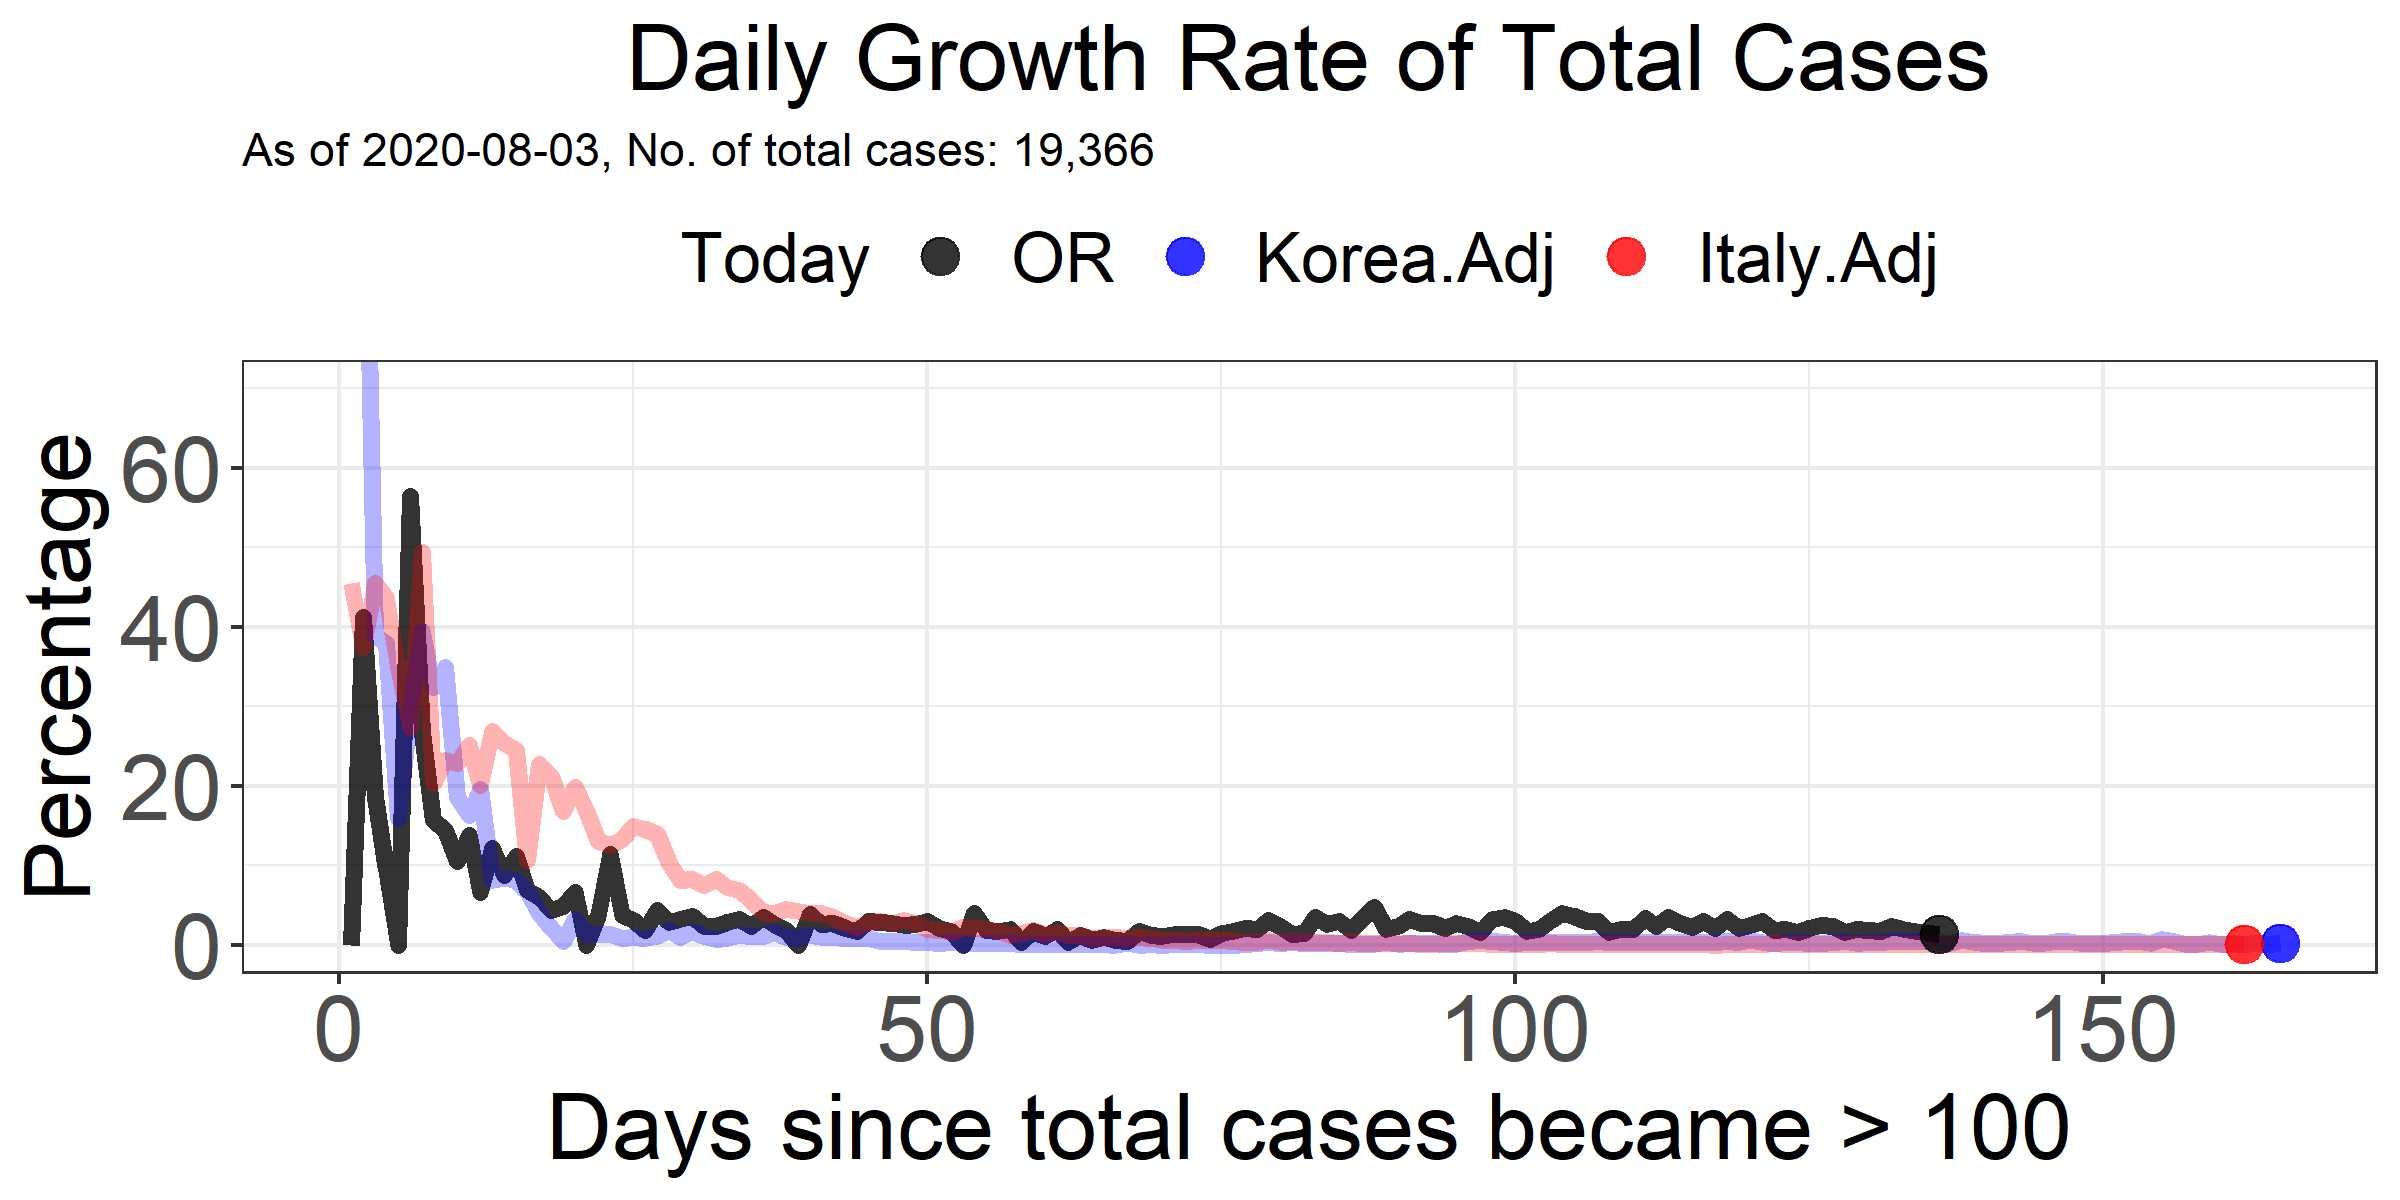 Daily Growth Rate of Total Cases
As of 2020-08-03, No. of total cases: 19,366
Today OR Korea.Adj Italy.Adj
Percentage
60
40
20
0
0 50 100 150
Days since total cases became > 100